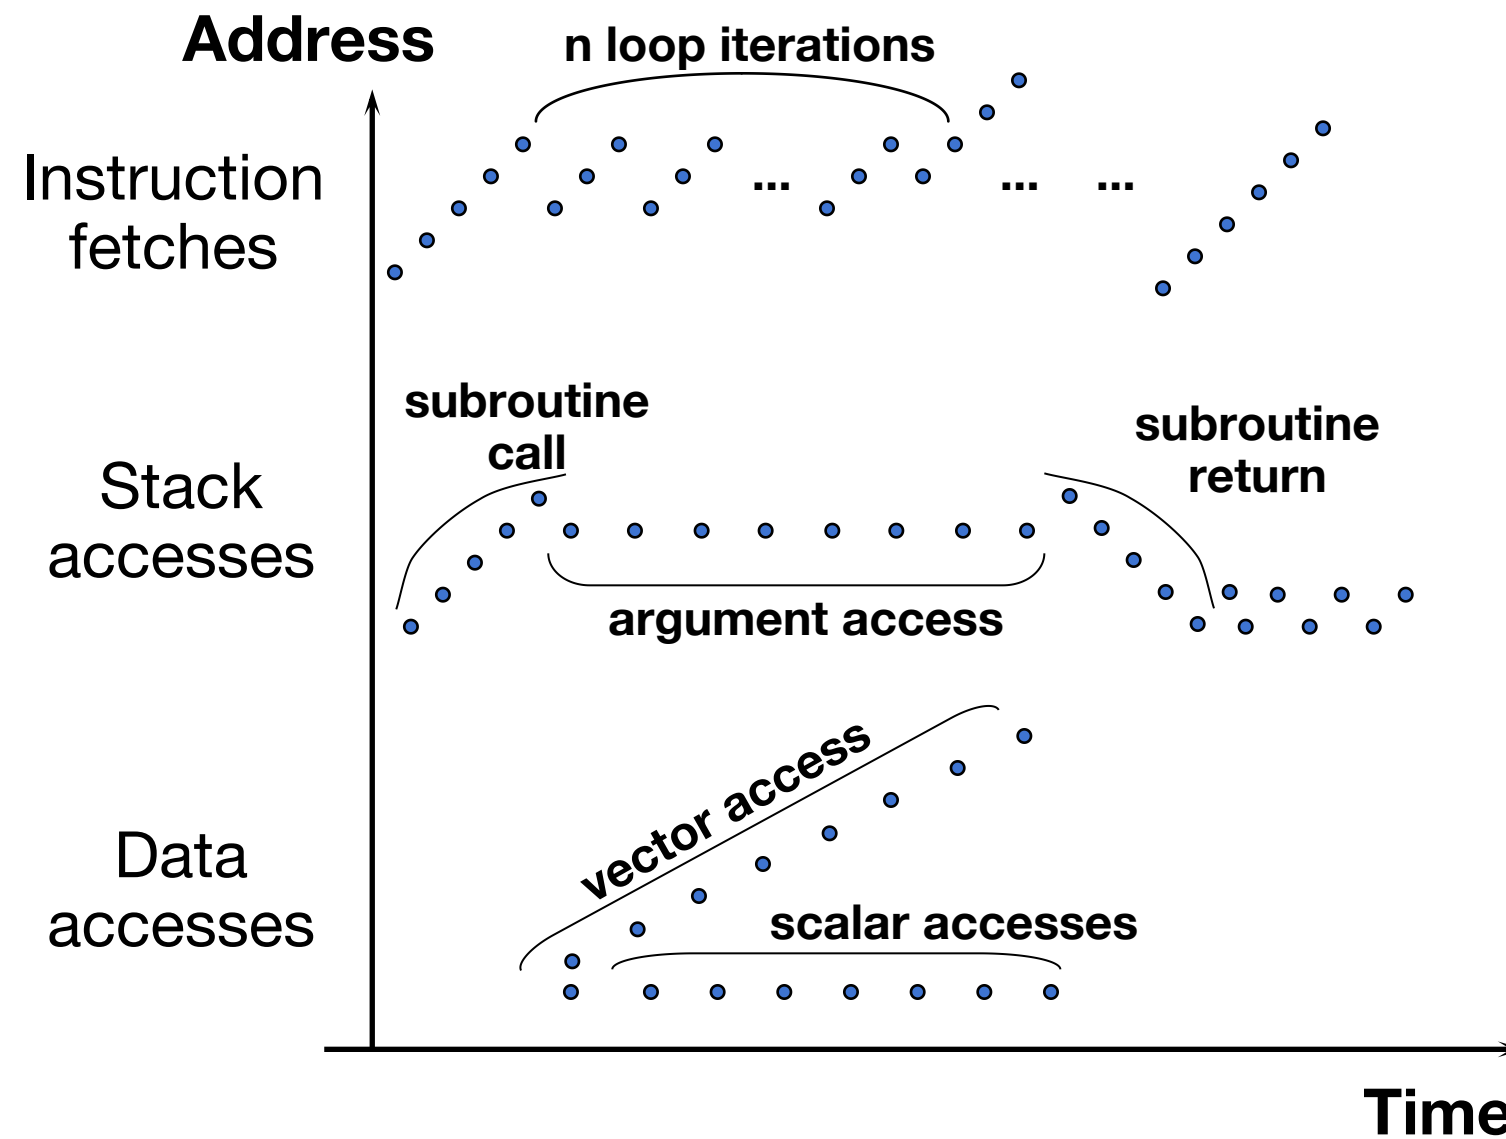 Address
n loop iterations
Instruction
fetches
... ... ...
subroutine
call
subroutine
return
Stack
accesses
argument access
vector access
Data
accesses
scalar accesses
Time